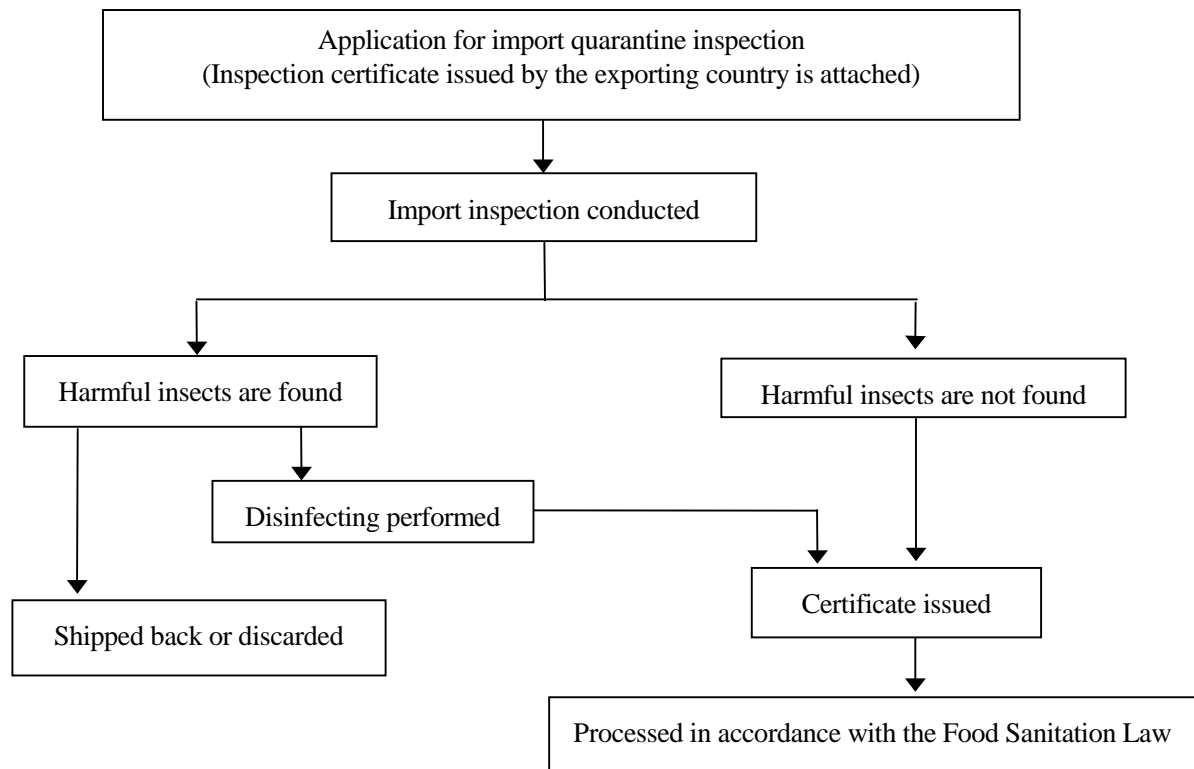 Application for import quarantine inspection
(Inspection certificate issued by the exporting country is attached)
Import inspection conducted
Harmful insects are found
Harmful insects are not found
Disinfecting performed
Certificate issued
Shipped back or discarded
Processed in accordance with the Food Sanitation Law